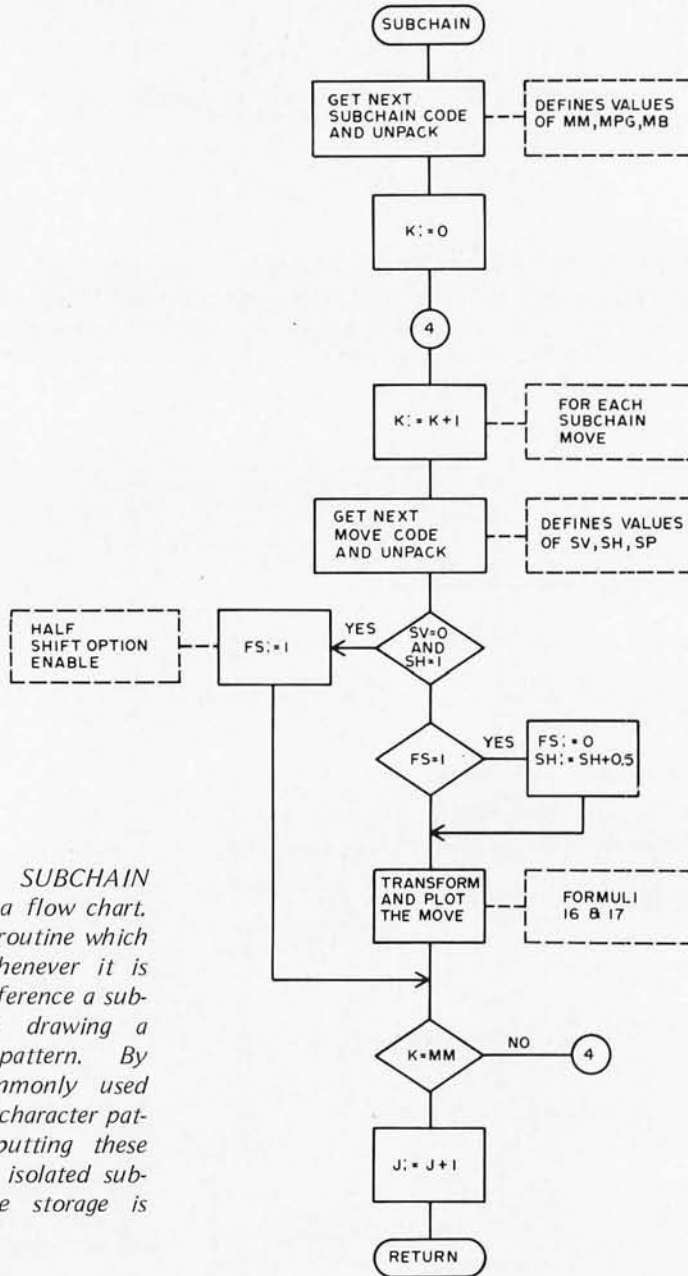 SUBCHAIN
GET NEXT
SUBCHAIN CODE
AND UNPACK
DEFINES VALUES
OF MM,MPG,MB
K:=0
4
K:=K+1
FOR EACH
SUBCHAIN
MOVE
GET NEXT
MOVE CODE
AND UNPACK
DEFINES VALUES
OF SV,SH,SP
HALF
SHIFT OPTION
ENABLE
FS:=1
YES
SV=0
AND
SH=1
FS=1
YES
FS:=0
SH:=SH+0.5
TRANSFORM
AND PLOT
THE MOVE
FORMULI
16 & 17
K=MM
NO
4
J:=J+1
RETURN
SUBCHAIN
a flow chart.
routine which
henever it is
ference a sub-
drawing a
pattern. By
mmonly used
character pat-
putting these
isolated sub-
e storage is